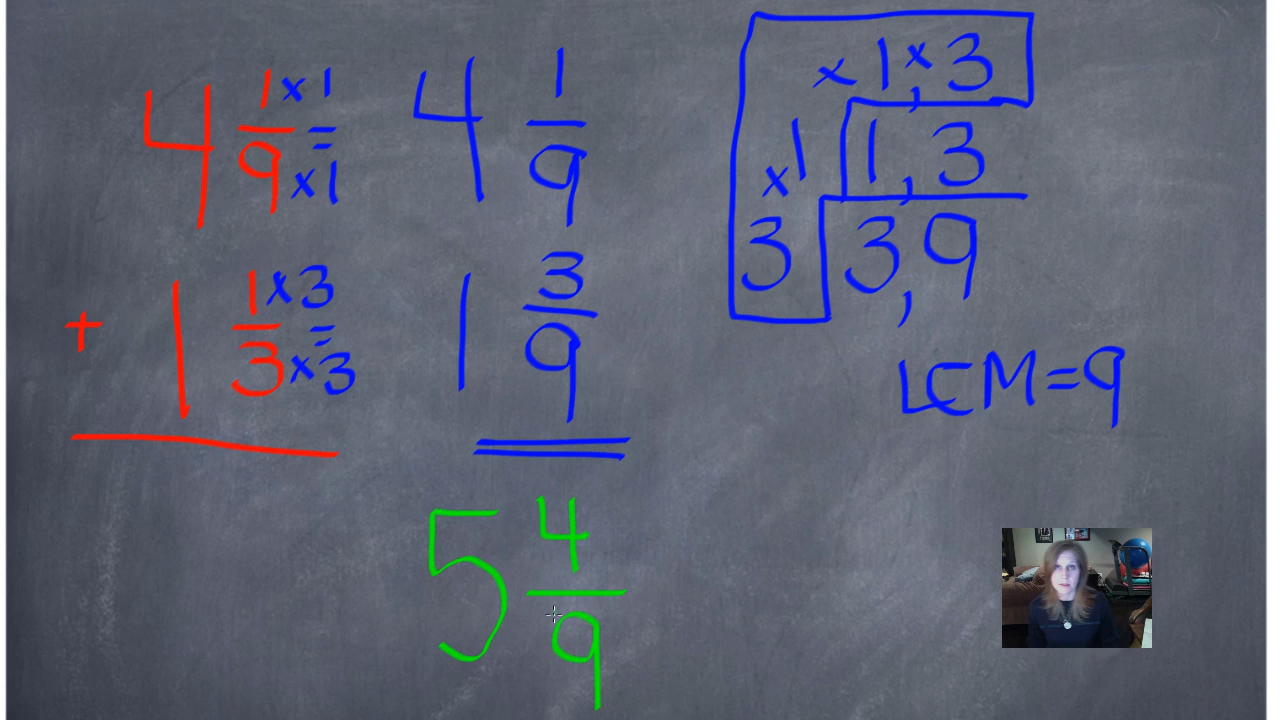 4 1/9 ×1 = ×1 4 1/9
+ 1 1/3 ×3 = ×3 1 3/9
5 4/9
×1, ×3
×1 1, 3
3 3, 9
LCM=9